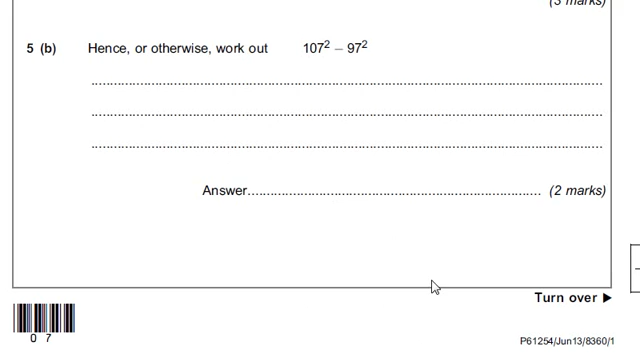 (3 marks)
5 (b) Hence, or otherwise, work out 107² – 97²
Answer.......................................................................... (2 marks)
Turn over ▶
0 7
P61254/Jun13/8360/1